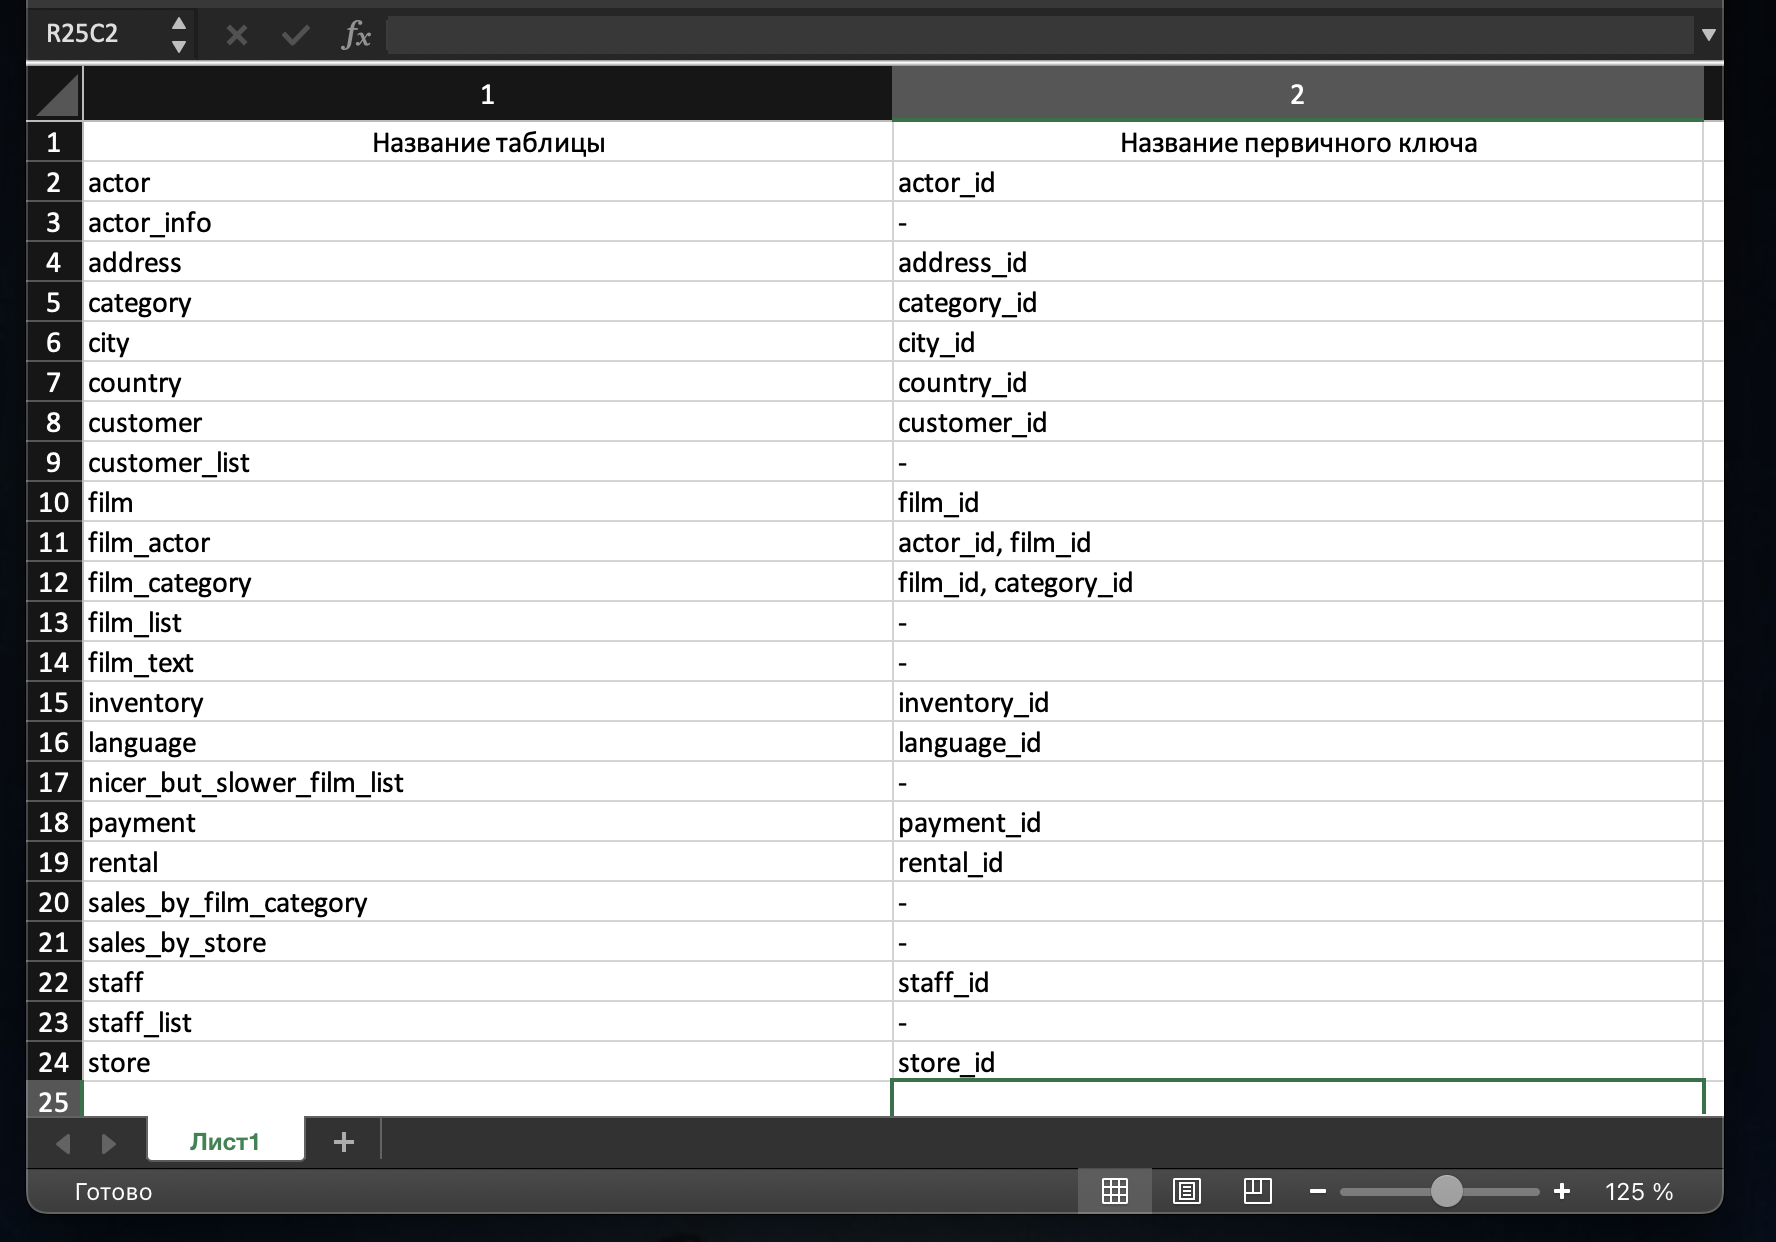 R25C2 fx
1 2
1 Название таблицы Название первичного ключа
2 actor actor_id
3 actor_info -
4 address address_id
5 category category_id
6 city city_id
7 country country_id
8 customer customer_id
9 customer_list -
10 film film_id
11 film_actor actor_id, film_id
12 film_category film_id, category_id
13 film_list -
14 film_text -
15 inventory inventory_id
16 language language_id
17 nicer_but_slower_film_list -
18 payment payment_id
19 rental rental_id
20 sales_by_film_category -
21 sales_by_store -
22 staff staff_id
23 staff_list -
24 store store_id
25
Лист1 +
Готово 125 %